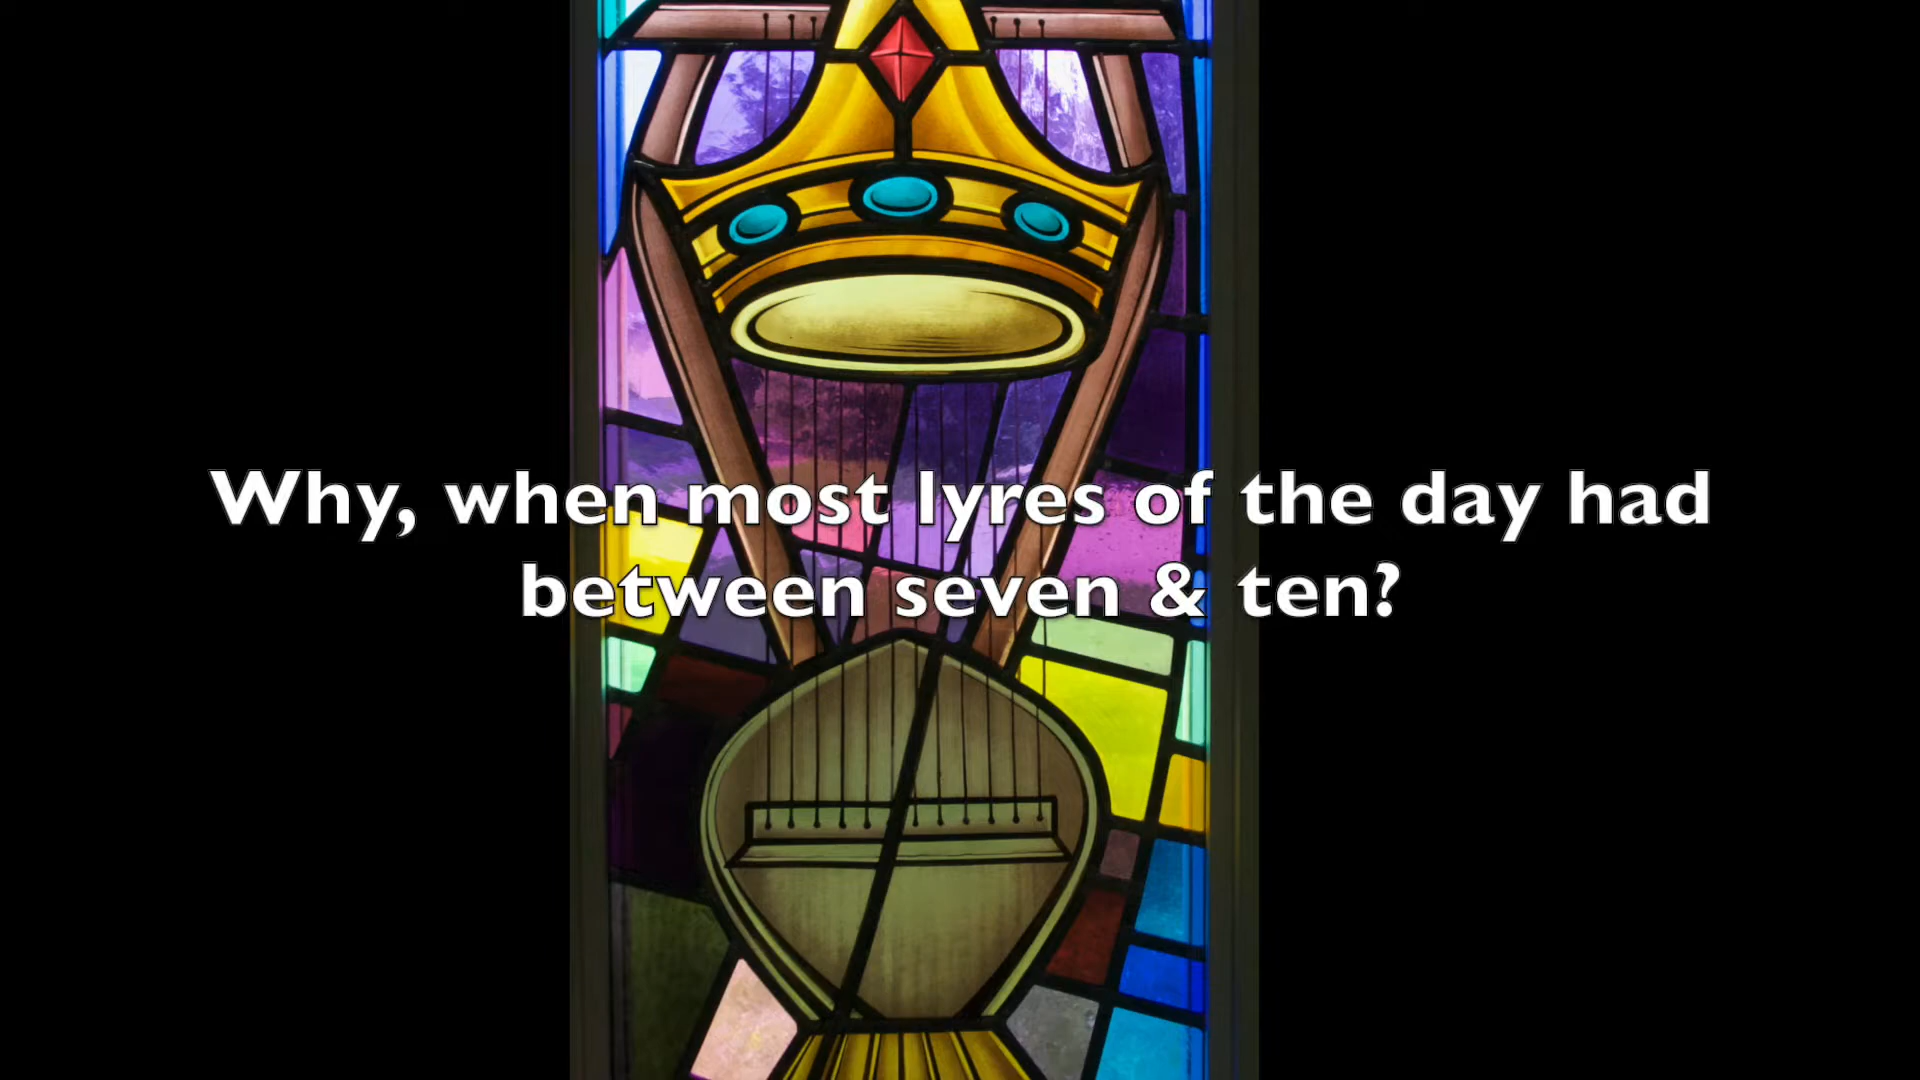 Why, when most lyres of the day had
between seven & ten?